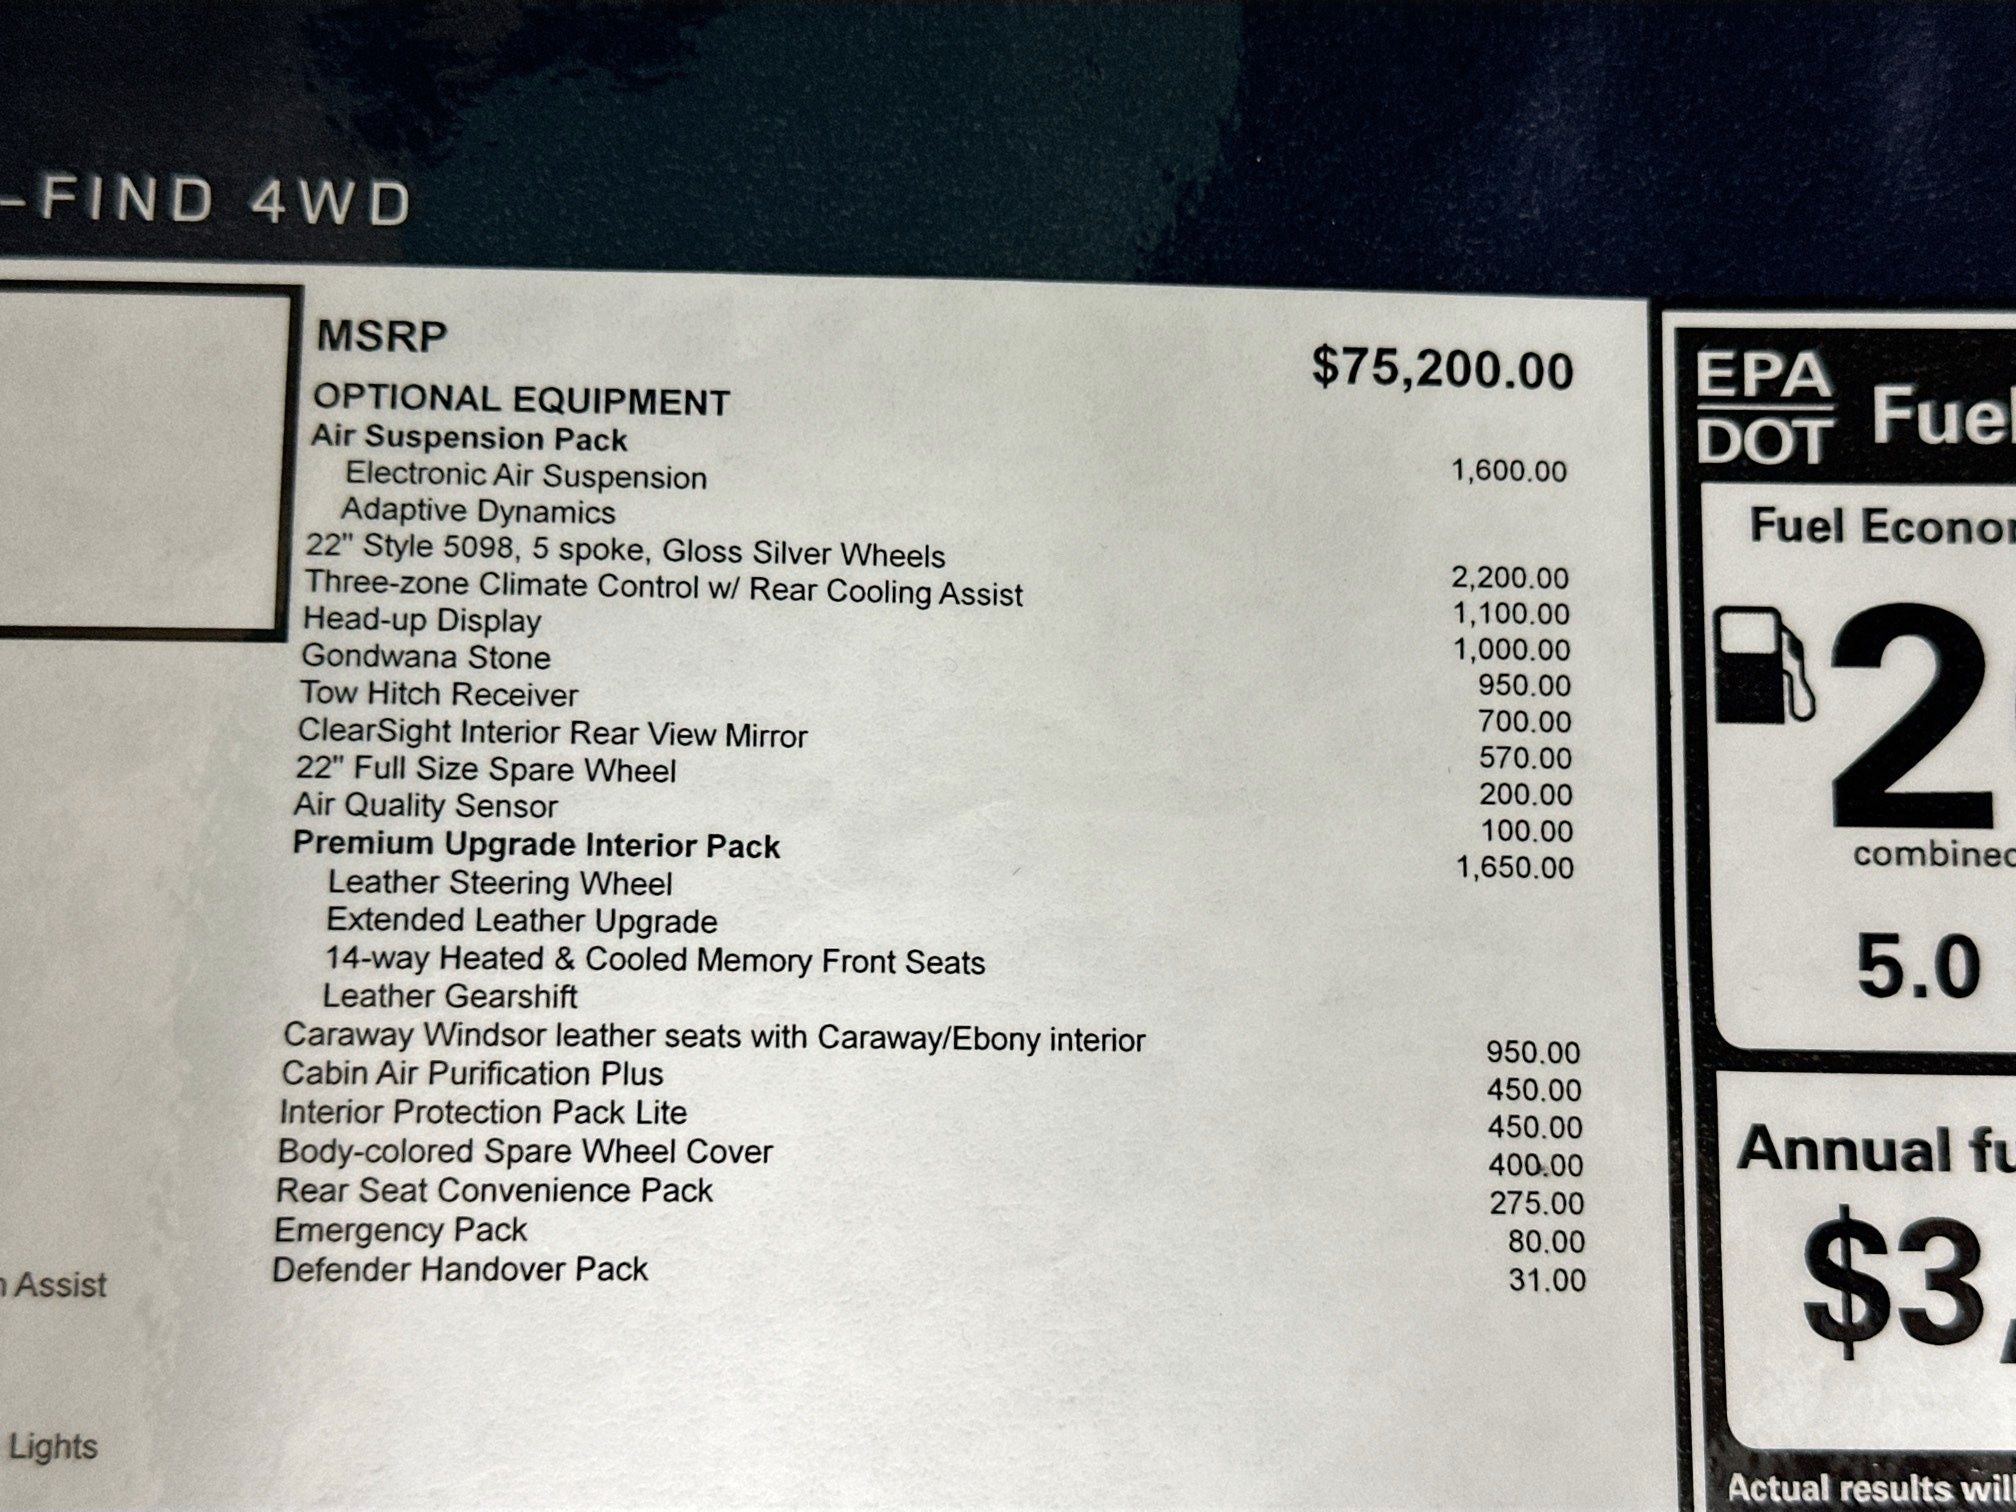 -FIND 4WD
MSRP $75,200.00
OPTIONAL EQUIPMENT
Air Suspension Pack 1,600.00
Electronic Air Suspension
Adaptive Dynamics
22" Style 5098, 5 spoke, Gloss Silver Wheels 2,200.00
Three-zone Climate Control w/ Rear Cooling Assist 1,100.00
Head-up Display 1,000.00
Gondwana Stone 950.00
Tow Hitch Receiver 700.00
ClearSight Interior Rear View Mirror 570.00
22" Full Size Spare Wheel 200.00
Air Quality Sensor 100.00
Premium Upgrade Interior Pack 1,650.00
Leather Steering Wheel
Extended Leather Upgrade
14-way Heated & Cooled Memory Front Seats
Leather Gearshift
Caraway Windsor leather seats with Caraway/Ebony interior 950.00
Cabin Air Purification Plus 450.00
Interior Protection Pack Lite 450.00
Body-colored Spare Wheel Cover 400.00
Rear Seat Convenience Pack 275.00
Emergency Pack 80.00
Defender Handover Pack 31.00
Assist
Lights
EPA
DOT
Fuel
Fuel
2
combined
5.0
Annual
$3,
Actual results will